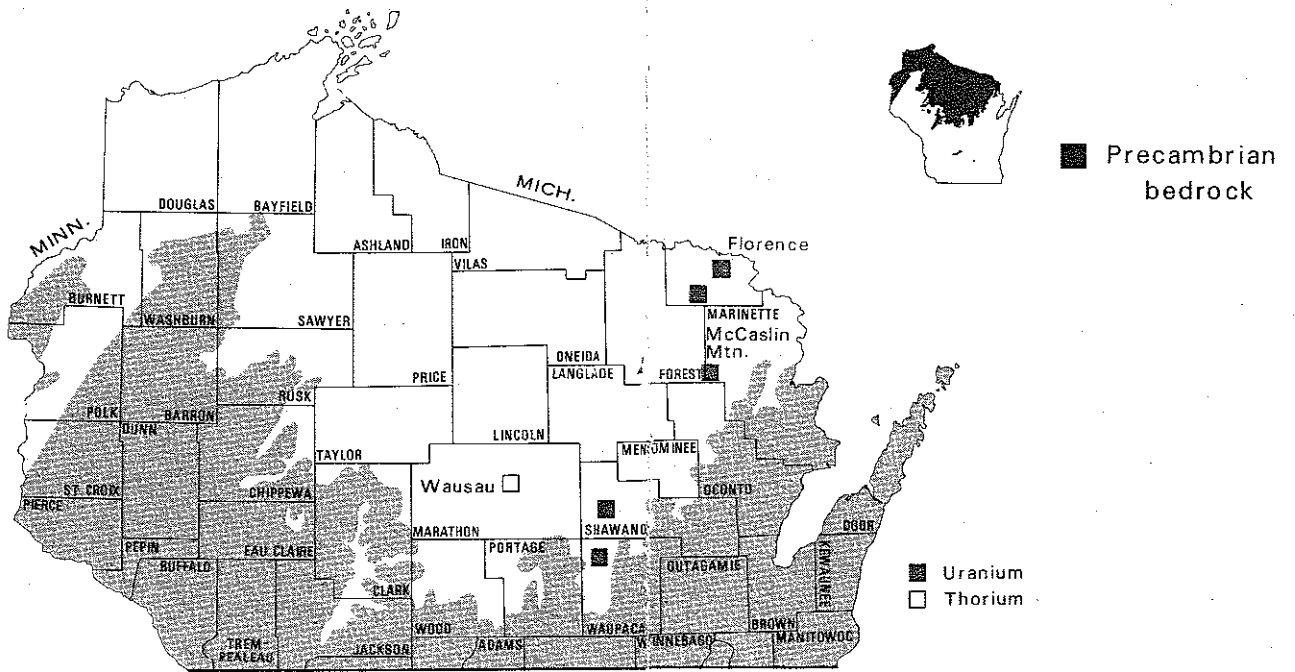 Precambrian
bedrock
MINN.
MICH.
DOUGLAS
BAYFIELD
ASHLAND
IRON
VILAS
Florence
BURNETT
WASHBURN
SAWYER
MARINETTE
McCaslin
Mtn.
ONEIDA
LANGLADE
FOREST
PRICE
RUSK
POLK
BARRON
DUNN
LINCOLN
TAYLOR
MENOMINEE
Wausau
ST. CROIX
CHIPPEWA
OCONTO
PIERCE
MARATHON
SHAWANO
DOOR
PEPIN
EAU CLAIRE
PORTAGE
BUFFALO
OUTAGAMIE
KEWAUNEE
Uranium
Thorium
CLARK
WOOD
ADAMS
WAUPACA
WINNEBAGO
BROWN
MANITOWOC
TREM-
PEALEAU
JACKSON